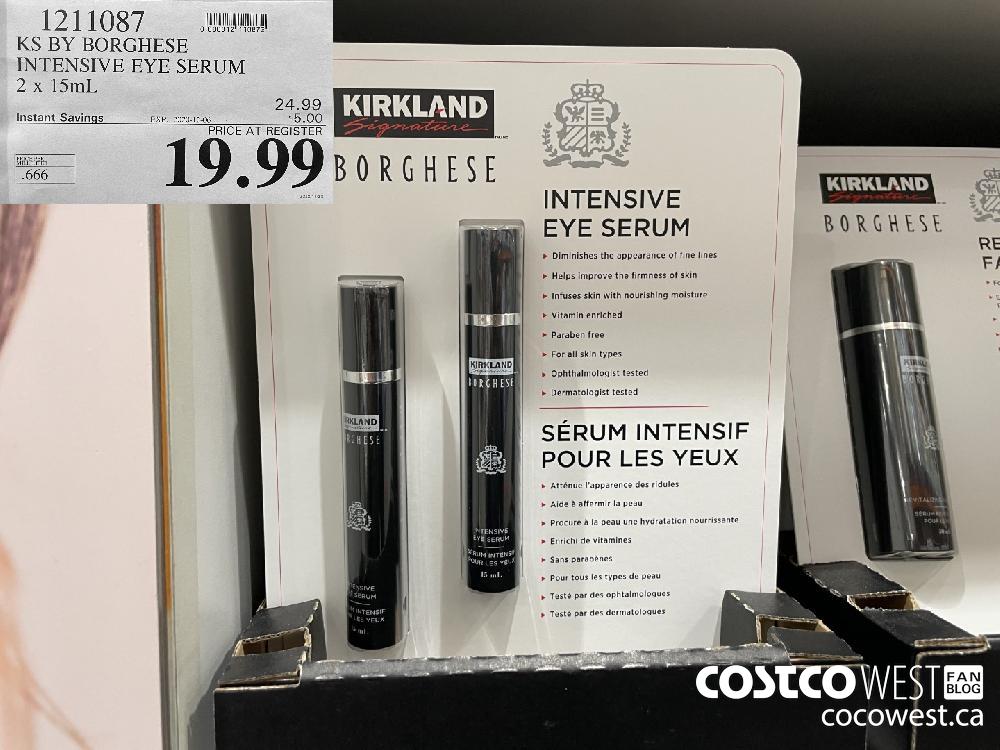 1211087
KS BY BORGHESE
INTENSIVE EYE SERUM
2 x 15mL
24.99
Instant Savings
5.00
PRICE AT REGISTER
19.99
.666
KIRKLAND
Signature
BORGHESE
INTENSIVE
EYE SERUM
Diminishes the appearance of fine lines
Helps improve the firmness of skin
Infuses skin with nourishing moisture
Vitamin enriched
Paraben free
For all skin types
Ophthalmologist tested
Dermatologist tested
SÉRUM INTENSIF
POUR LES YEUX
Atténue l'apparence des ridules
Aide à affermir la peau
Procure à la peau une hydratation nourrissante
Enrichi de vitamines
Sans parabènes
Pour tous les types de peau
Testé par des ophtalmologues
Testé par des dermatologues
KIRKLAND
BORGHESE
INTENSIVE
EYE SERUM
SÉRUM INTENSIF
POUR LES YEUX
15 mL
KIRKLAND
Signature
BORGHESE
RE
FA
KIRKLAND
COSTCO WEST FAN BLOG
cocowest.ca